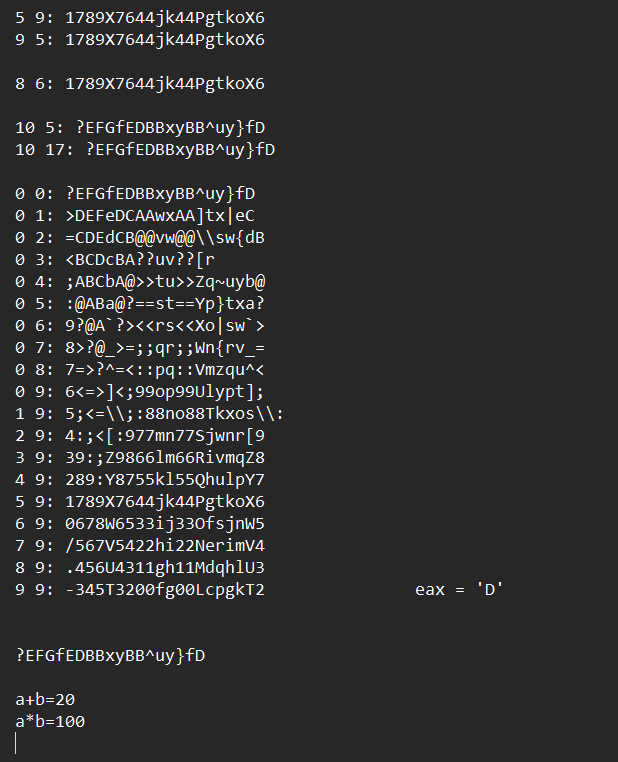 5 9: 1789X7644jk44PgtkoX6
9 5: 1789X7644jk44PgtkoX6
8 6: 1789X7644jk44PgtkoX6
10 5: ?EFGfEDBBxyBB^uy}fD
10 17: ?EFGfEDBBxyBB^uy}fD
0 0: ?EFGfEDBBxyBB^uy}fD
0 1: >DEFeDCAAwxAA]tx|eC
0 2: =CDEdCB@@vw@@\\sw{dB
0 3: <BCDcBA??uv??[r
0 4: ;ABCbA@>>tu>>Zq~uyb@
0 5: :@ABa@?==st==Yp}txa?
0 6: 9?@A`?><<rs<<Xo|sw`>
0 7: 8>?@_>=;;qr;;Wn{rv_=
0 8: 7=>?^=<::pq::Vmzqu^<
0 9: 6<=>]<;99op99Ulypt];
1 9: 5;<=\\;:88no88Tkxos\\:
2 9: 4:;<[:977mn77Sjwnr[9
3 9: 39:;Z9866lm66RivmqZ8
4 9: 289:Y8755kl55QhulpY7
5 9: 1789X7644jk44PgtkoX6
6 9: 0678W6533ij33OfsjnW5
7 9: /567V5422hi22NerimV4
8 9: .456U4311gh11MdqhlU3
9 9: -345T3200fg00LcpgkT2 eax = 'D'
?EFGfEDBBxyBB^uy}fD
a+b=20
a*b=100